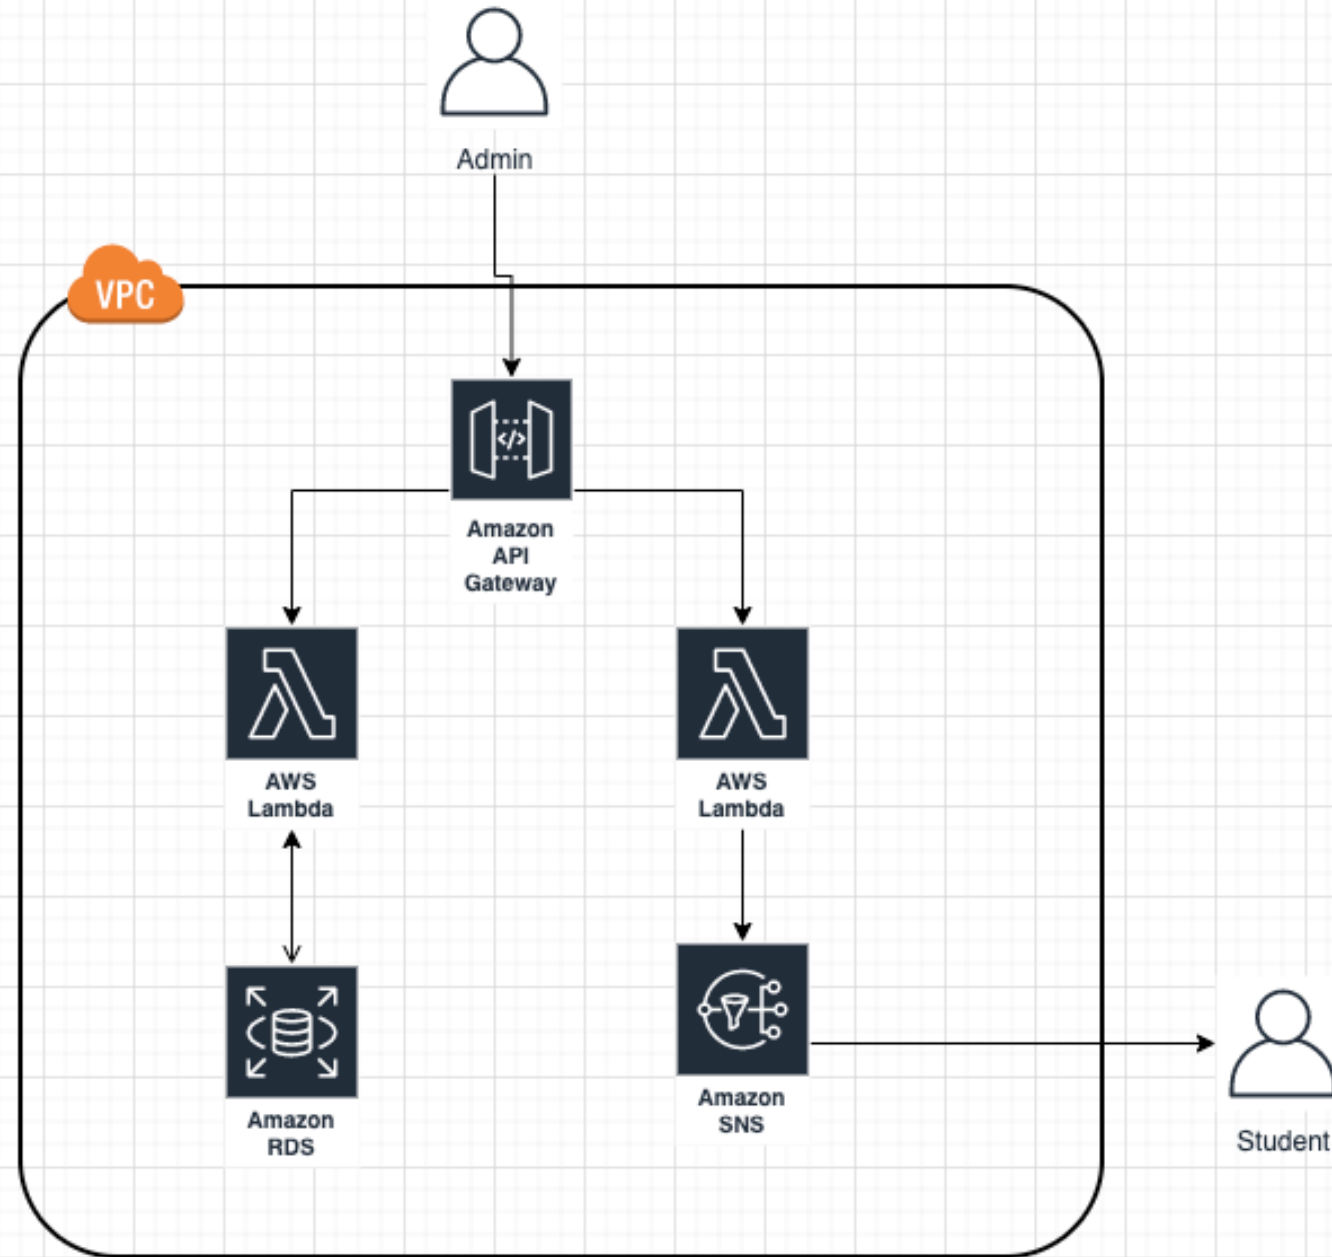 Admin
VPC
</>
Amazon
API
Gateway
AWS
Lambda
AWS
Lambda
Amazon
RDS
Amazon
SNS
Student